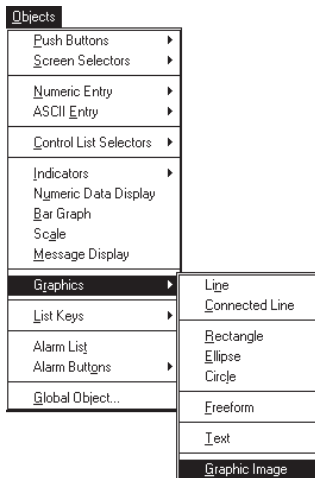 Objects
Push Buttons
Screen Selectors
Numeric Entry
ASCII Entry
Control List Selectors
Indicators
Numeric Data Display
Bar Graph
Scale
Message Display
Graphics
List Keys
Alarm List
Alarm Buttons
Global Object...
Line
Connected Line
Rectangle
Ellipse
Circle
Freeform
Text
Graphic Image